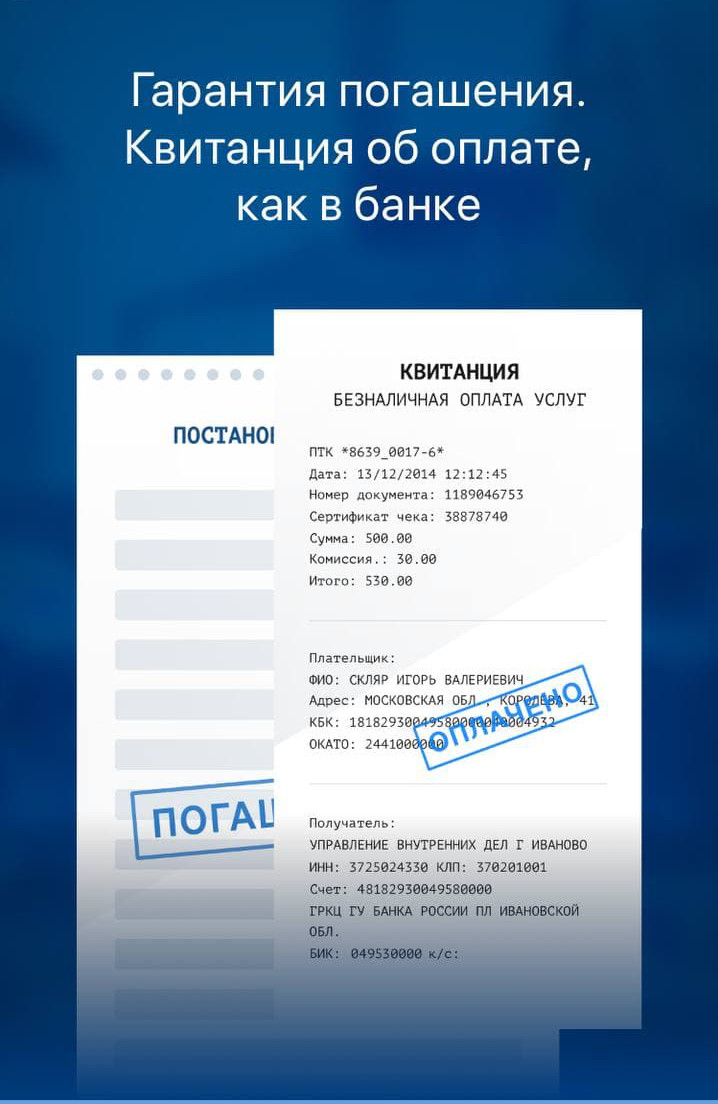 Гарантия погашения.
Квитанция об оплате,
как в банке
КВИТАНЦИЯ
БЕЗНАЛИЧНАЯ ОПЛАТА УСЛУГ
ПТК *8639_0017-6*
Дата: 13/12/2014 12:12:45
Номер документа: 1189046753
Сертификат чека: 38878740
Сумма: 500.00
Комиссия.: 30.00
Итого: 530.00
Плательщик:
ФИО: СКЛЯР ИГОРЬ ВАЛЕРИЕВИЧ
Адрес: МОСКОВСКАЯ ОБЛ., КОРОЛЕВА, 41
КБК:
ОКАТО: 2441000000
ОПЛАЧЕНО
Получатель:
УПРАВЛЕНИЕ ВНУТРЕННИХ ДЕЛ Г ИВАНОВО
ИНН: 3725024330 КЛП: 370201001
Счет: 48182930049580000
ГРКЦ ГУ БАНКА РОССИИ ПЛ ИВАНОВСКОЙ
ОБЛ.
БИК: 049530000 к/с:
ПОСТАНО
ПОГАШ